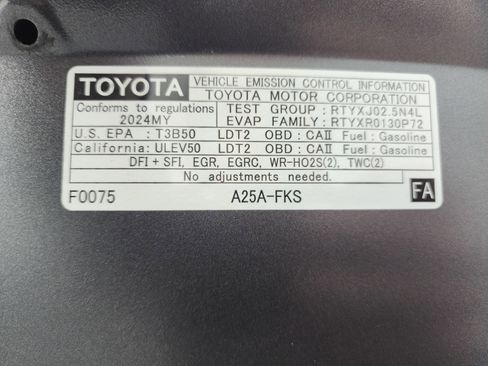 TOYOTA VEHICLE EMISSION CONTROL INFORMATION
TOYOTA MOTOR CORPORATION
Conforms to regulations
2024MY
TEST GROUP : RTYXJ02.5N4L
EVAP FAMILY : RTYXR0130P72
U.S. EPA : T3B50 LDT2 OBD : CAII Fuel : Gasoline
California: ULEV50 LDT2 OBD : CAII Fuel : Gasoline
DFI + SFI, EGR, EGRC, WR-HO2S(2), TWC(2)
No adjustments needed.
F0075 A25A-FKS FA